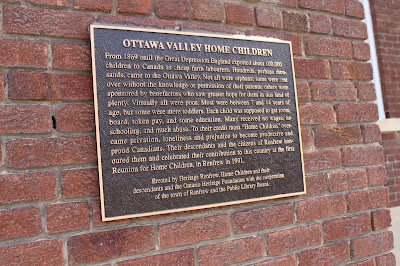 OTTAWA VALLEY HOME CHILDREN
From 1869 until the Great Depression England exported about 100,000
children to Canada as cheap farm labourers. Hundreds, perhaps thou-
sands, came to the Ottawa Valley. Not all were orphans; some were sent
over without the knowledge or permission of their parents; others were
sponsored by benefactors who saw greater hope for them in this land of
plenty. Virtually all were poor. Most were between 7 and 14 years of
age, but some were mere toddlers. Each child was supposed to get room,
board, token pay, and some education. Many received no wages, no
schooling, and much abuse. To their credit most "Home Children" over-
came privation, loneliness and prejudice to become productive and
proud Canadians. Their descendants and the citizens of Renfrew hon-
oured them and celebrated their contribution to this country at the first
Reunion for Home Children, in Renfrew in 1991.
Erected by Heritage Renfrew, Home Children and their
descendants and the Ontario Heritage Foundation with the cooperation
of the town of Renfrew and the Public Library Board.